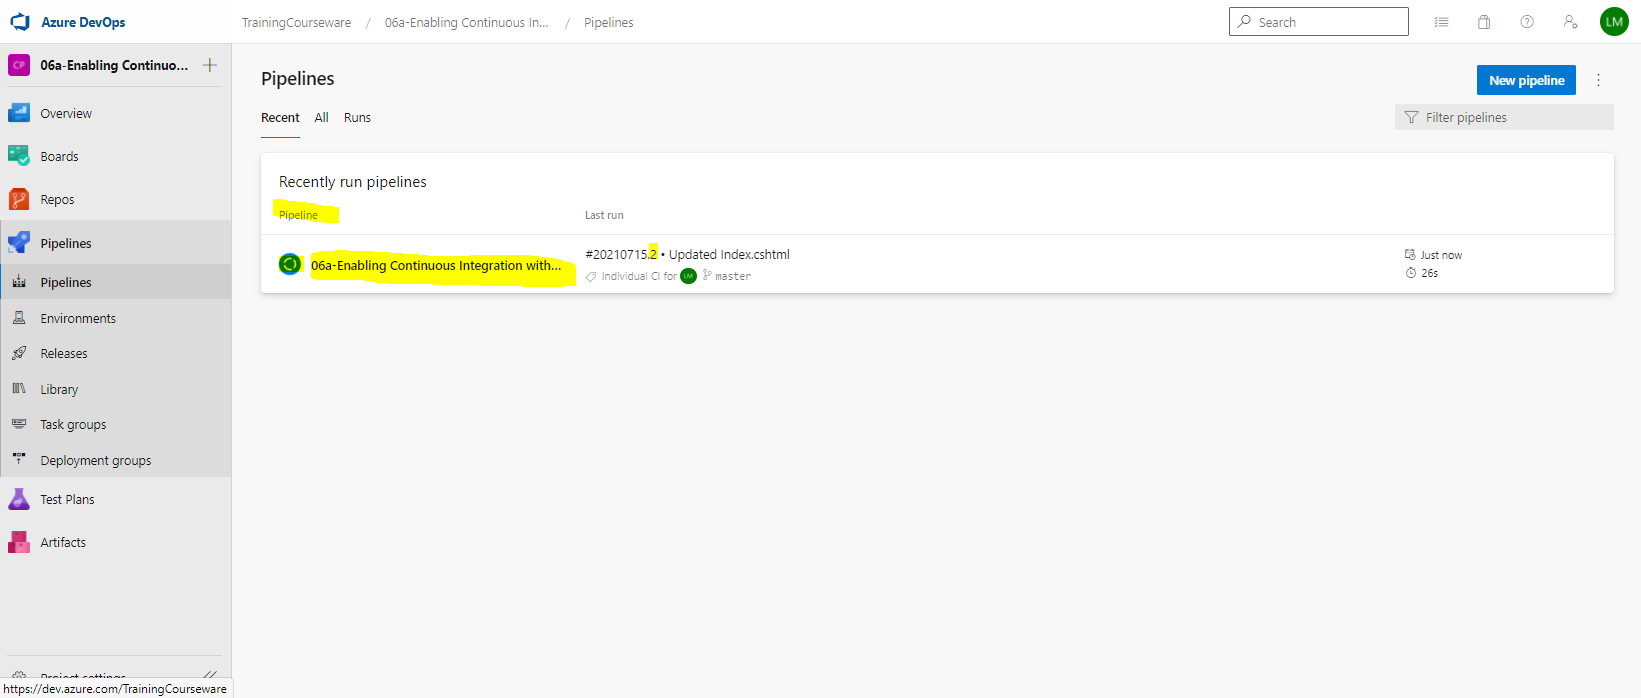 Azure DevOps
TrainingCourseware / 06a-Enabling Continuous In... / Pipelines
Search
LM
CP 06a-Enabling Continuo... +
Overview
Boards
Repos
Pipelines
Pipelines
Environments
Releases
Library
Task groups
Deployment groups
Test Plans
Artifacts
Project settings
https://dev.azure.com/TrainingCourseware
Pipelines
New pipeline
Recent All Runs
Filter pipelines
Recently run pipelines
Pipeline Last run
06a-Enabling Continuous Integration with...
#20210715.2 • Updated Index.cshtml
Individual CI for LM master
Just now
26s